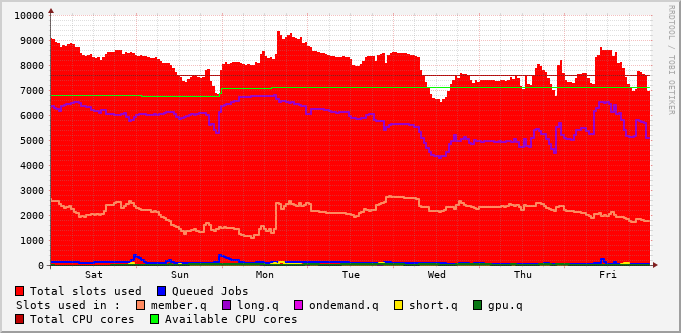 10000
9000
8000
7000
6000
5000
4000
3000
2000
1000
0
Sat Sun Mon Tue Wed Thu Fri
Total slots used Queued Jobs
Slots used in : member.q long.q ondemand.q short.q gpu.q
Total CPU cores Available CPU cores
RRDTOOL / TOBI OETIKER